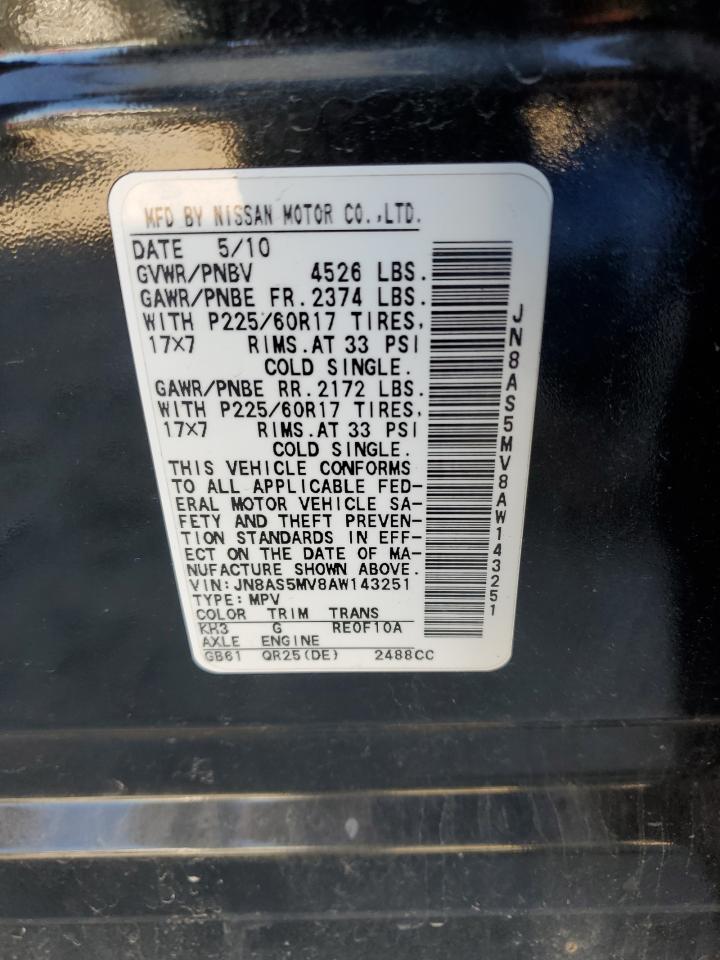 MFD BY NISSAN MOTOR CO.,LTD.
DATE 5/10
GVWR/PNBV 4526 LBS.
GAWR/PNBE FR.2374 LBS.
WITH P225/60R17 TIRES,
17×7 RIMS.AT 33 PSI
COLD SINGLE.
GAWR/PNBE RR.2172 LBS.
WITH P225/60R17 TIRES,
17×7 RIMS.AT 33 PSI
COLD SINGLE.
THIS VEHICLE CONFORMS
TO ALL APPLICABLE FED-
ERAL MOTOR VEHICLE SA-
FETY AND THEFT PREVEN-
TION STANDARDS IN EFF-
ECT ON THE DATE OF MA-
NUFACTURE SHOWN ABOVE.
VIN:JN8AS5MV8AW143251
TYPE:MPV
COLOR TRIM TRANS
KH3 G RE0F10A
AXLE ENGINE
GB61 QR25(DE) 2488CC
JN8AS5MV8AW143251